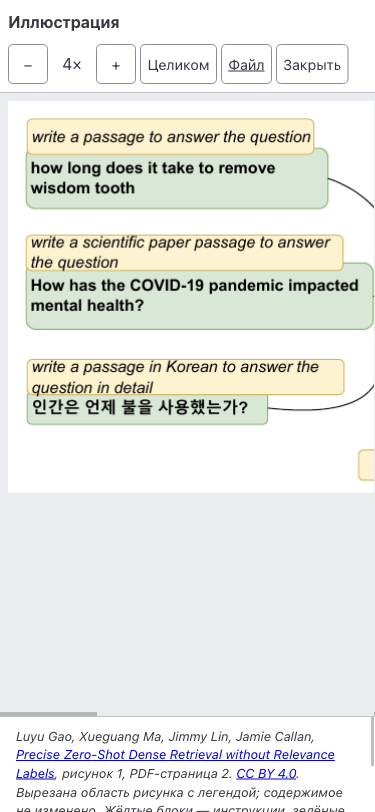 Иллюстрация
− 4× + Целиком Файл Закрыть
write a passage to answer the question
how long does it take to remove
wisdom tooth
write a scientific paper passage to answer
the question
How has the COVID-19 pandemic impacted
mental health?
write a passage in Korean to answer the
question in detail
인간은 언제 불을 사용했는가?
Luyu Gao, Xueguang Ma, Jimmy Lin, Jamie Callan,
Precise Zero-Shot Dense Retrieval without Relevance
Labels, рисунок 1, PDF-страница 2. CC BY 4.0.
Вырезана область рисунка с легендой; содержимое
не изменено. Жёлтые блоки — инструкции, зелёные